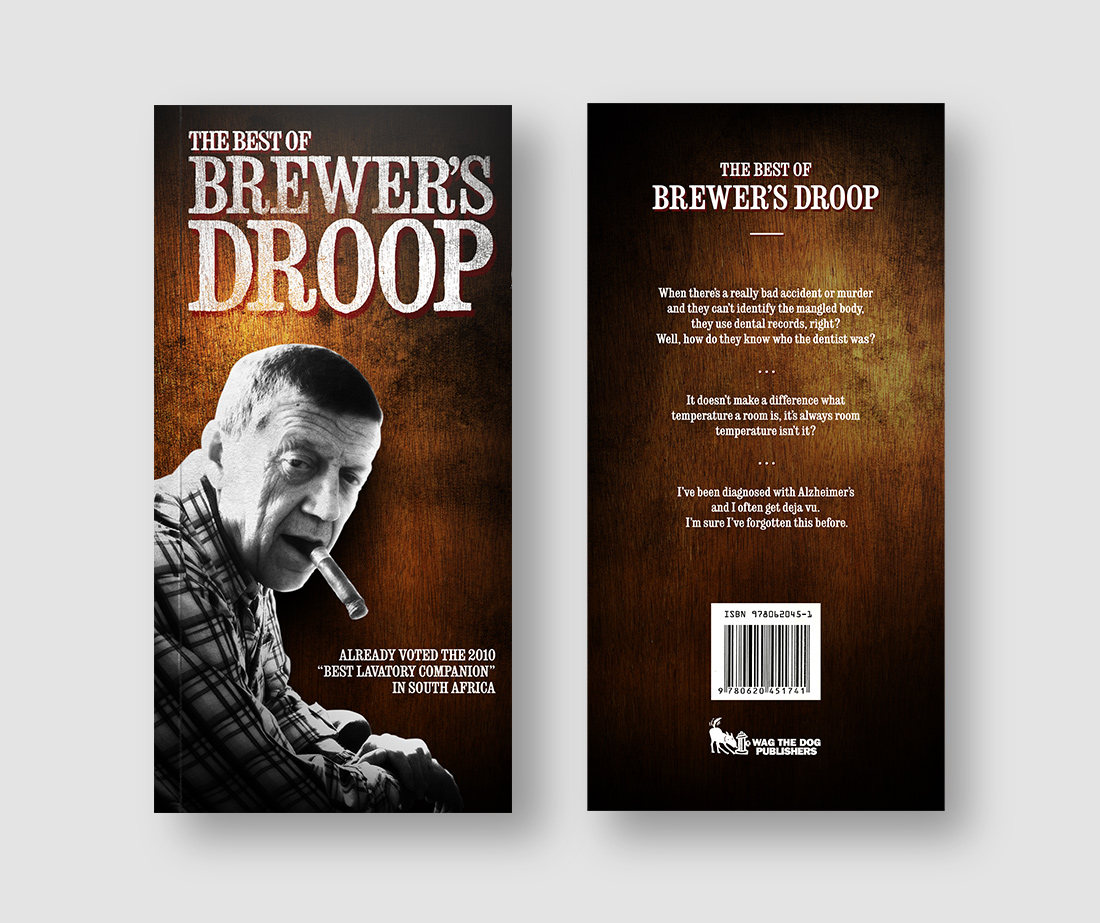 THE BEST OF
BREWER'S
DROOP
ALREADY VOTED THE 2010
“BEST LAVATORY COMPANION”
IN SOUTH AFRICA
THE BEST OF
BREWER'S DROOP
When there's a really bad accident or murder
and they can't identify the mangled body,
they use dental records, right?
Well, how do they know who the dentist was?
...
It doesn't make a difference what
temperature a room is, it's always room
temperature isn't it?
...
I've been diagnosed with Alzheimer's
and I often get deja vu.
I'm sure I've forgotten this before.
ISBN 978062045-1
9 780620 451741
WAG THE DOG
PUBLISHERS